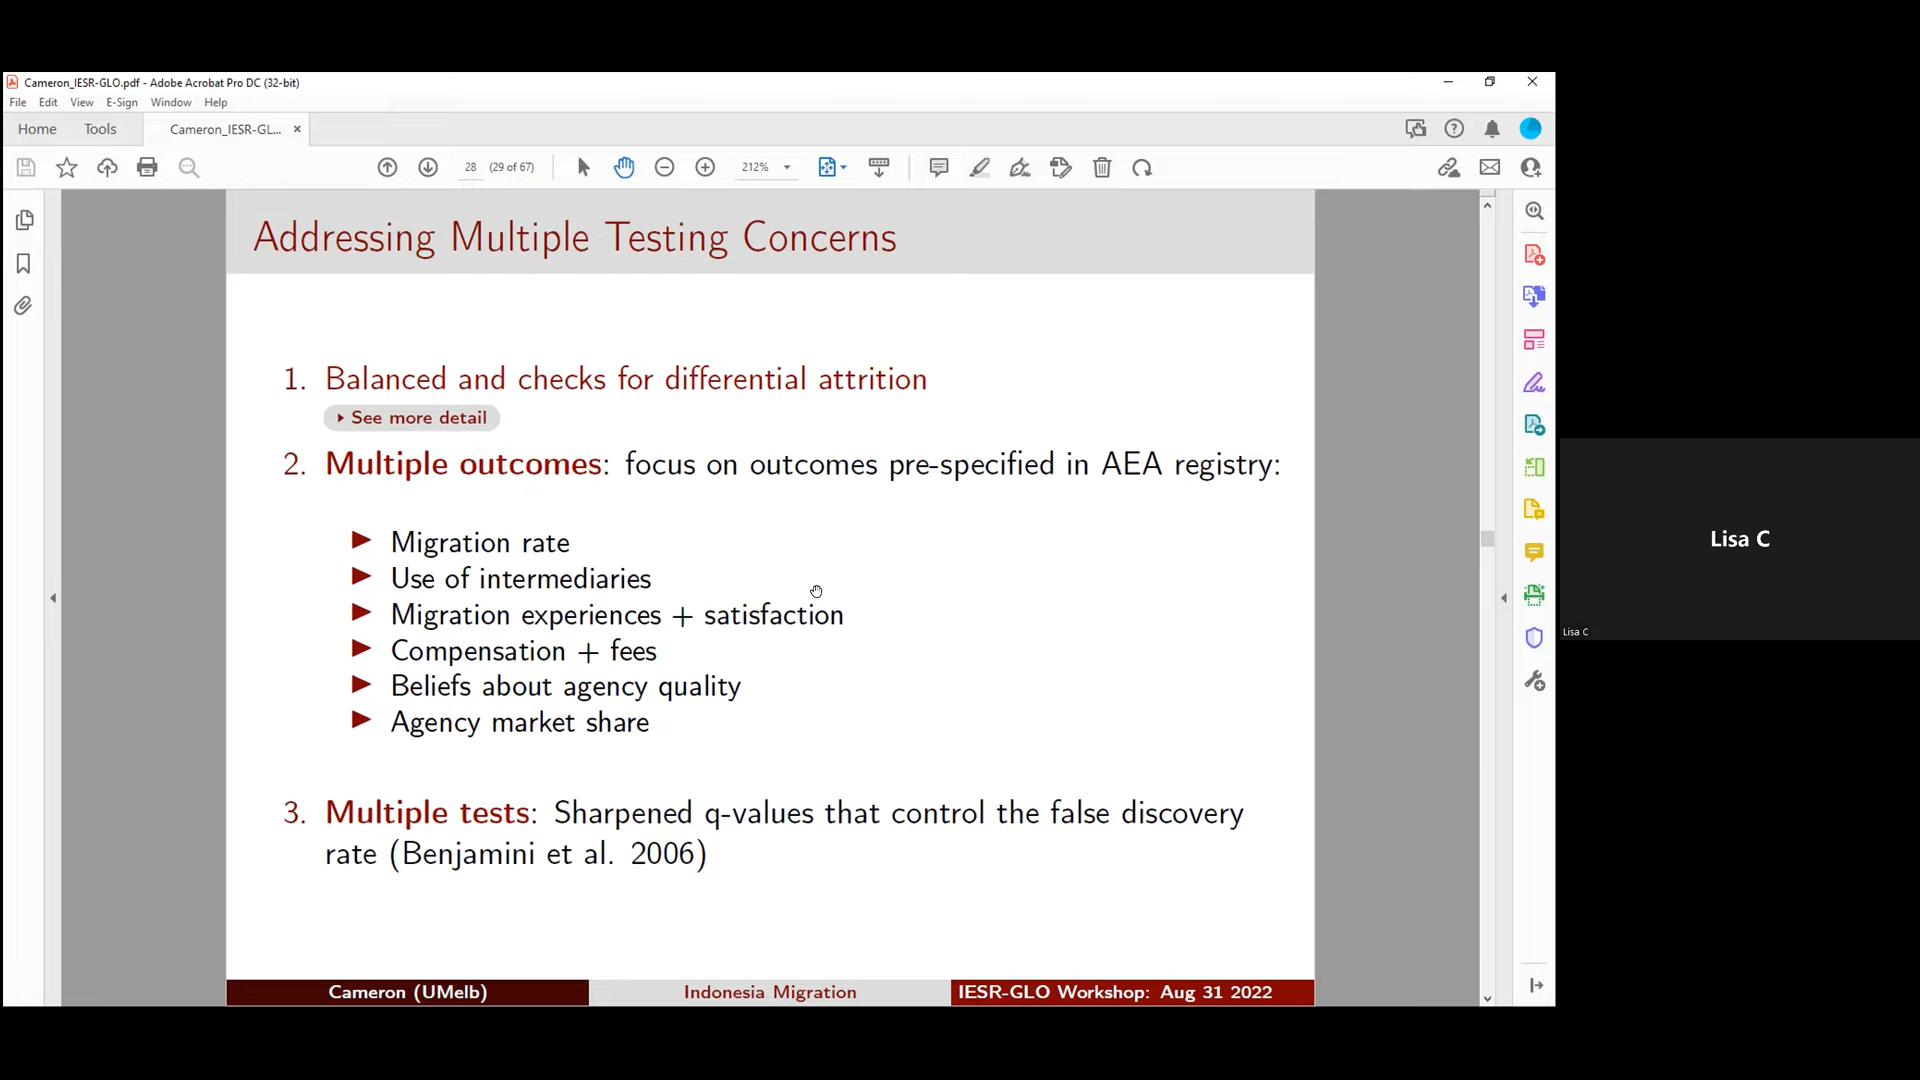 Cameron_IESR-GLO.pdf - Adobe Acrobat Pro DC (32-bit)
File Edit View E-Sign Window Help
Home Tools Cameron_IESR-GL... ×
28 (29 of 67) 212%
Addressing Multiple Testing Concerns
1. Balanced and checks for differential attrition
See more detail
2. Multiple outcomes: focus on outcomes pre-specified in AEA registry:
Migration rate
Use of intermediaries
Migration experiences + satisfaction
Compensation + fees
Beliefs about agency quality
Agency market share
3. Multiple tests: Sharpened q-values that control the false discovery
rate (Benjamini et al. 2006)
Cameron (UMelb) Indonesia Migration IESR-GLO Workshop: Aug 31 2022
Lisa C
Lisa C